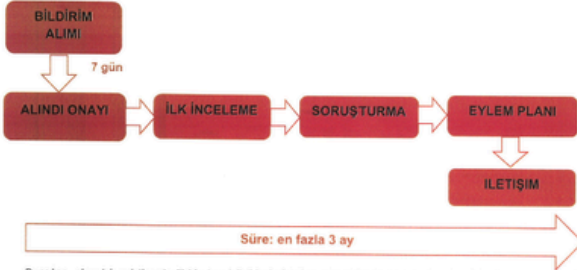 BİLDİRİM
ALIMI
7 gün
ALINDI ONAYI
İLK İNCELEME
SORUŞTURMA
EYLEM PLANI
İLETİŞİM
Süre: en fazla 3 ay